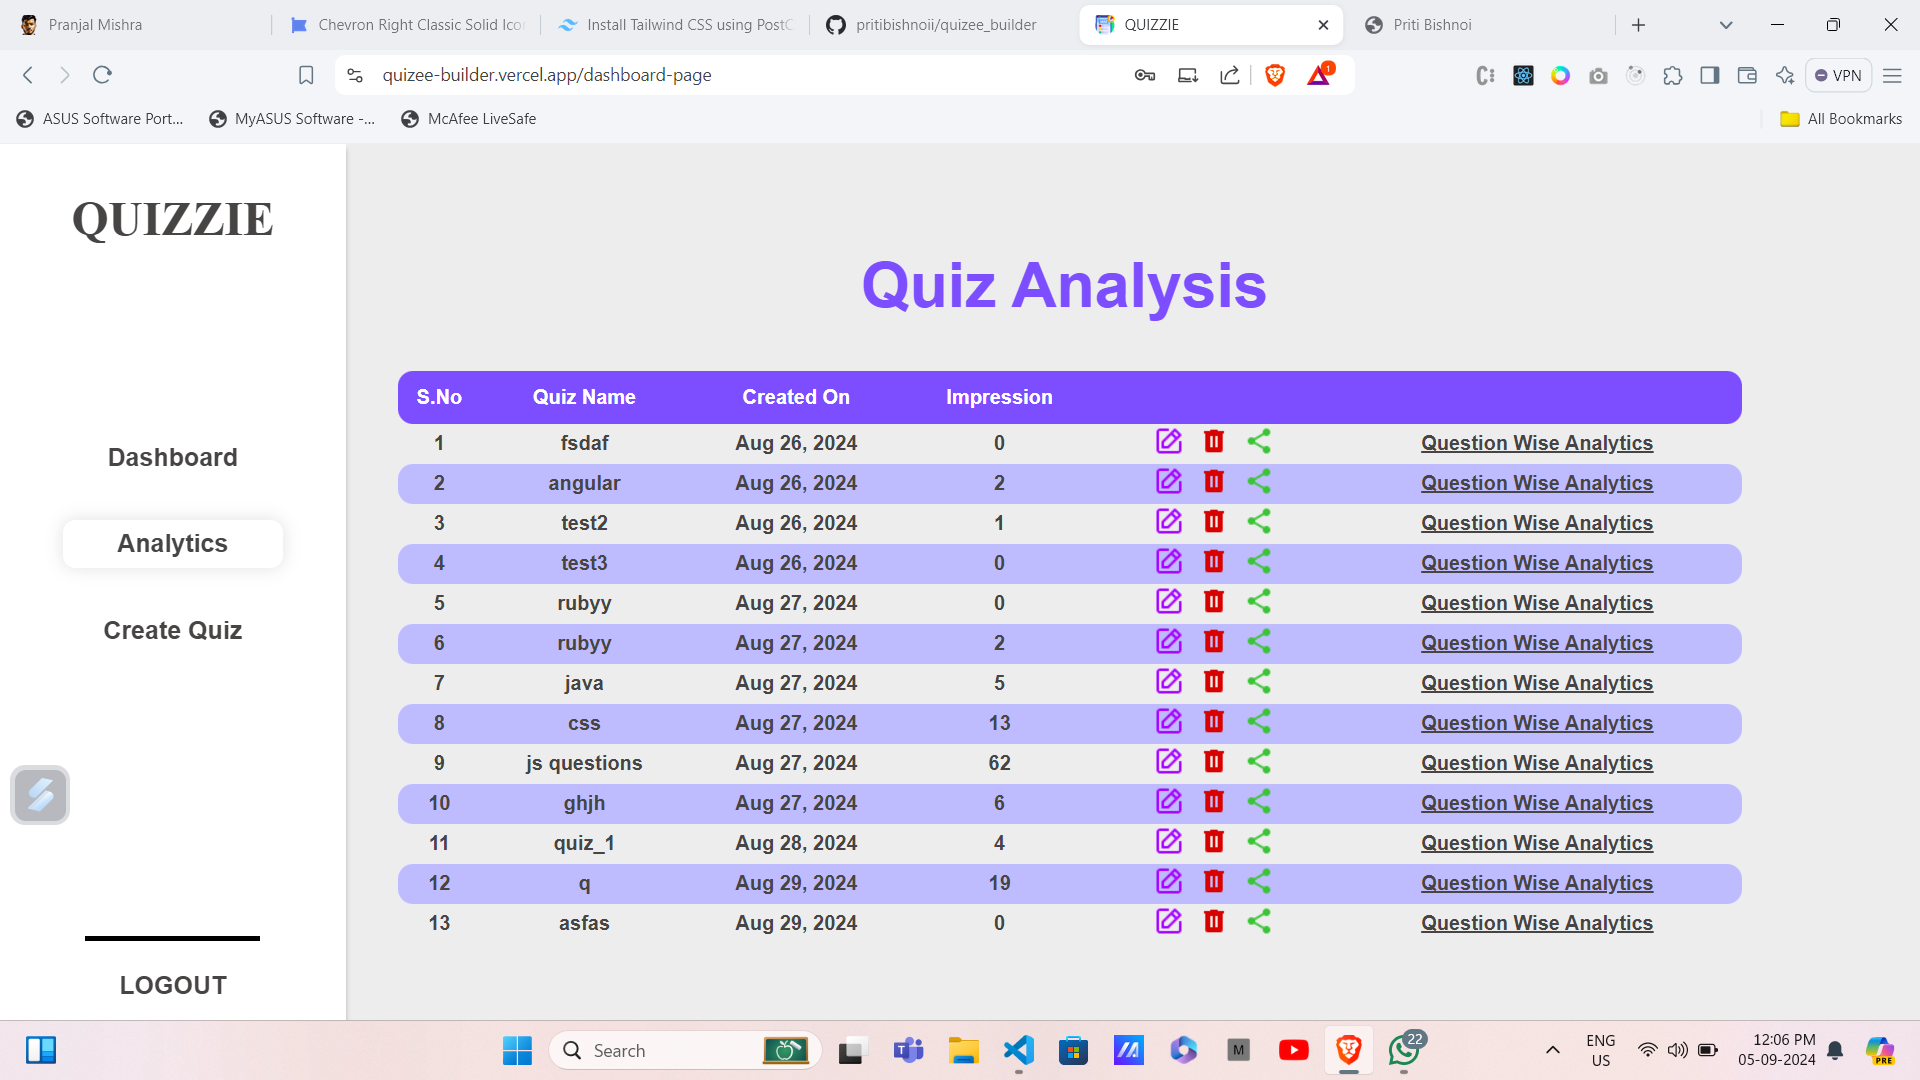 Pranjal Mishra
Chevron Right Classic Solid Ico
Install Tailwind CSS using PostC
pritibishnoii/quizee_builder
QUIZZIE
Priti Bishnoi
quizee-builder.vercel.app/dashboard-page
1
VPN
ASUS Software Port...
MyASUS Software -...
McAfee LiveSafe
All Bookmarks
QUIZZIE
Dashboard
Analytics
Create Quiz
LOGOUT
Quiz Analysis
S.No Quiz Name Created On Impression
1 fsdaf Aug 26, 2024 0 Question Wise Analytics
2 angular Aug 26, 2024 2 Question Wise Analytics
3 test2 Aug 26, 2024 1 Question Wise Analytics
4 test3 Aug 26, 2024 0 Question Wise Analytics
5 rubyy Aug 27, 2024 0 Question Wise Analytics
6 rubyy Aug 27, 2024 2 Question Wise Analytics
7 java Aug 27, 2024 5 Question Wise Analytics
8 css Aug 27, 2024 13 Question Wise Analytics
9 js questions Aug 27, 2024 62 Question Wise Analytics
10 ghjh Aug 27, 2024 6 Question Wise Analytics
11 quiz_1 Aug 28, 2024 4 Question Wise Analytics
12 q Aug 29, 2024 19 Question Wise Analytics
13 asfas Aug 29, 2024 0 Question Wise Analytics
Search
M
22
ENG
US
12:06 PM
05-09-2024
PRE